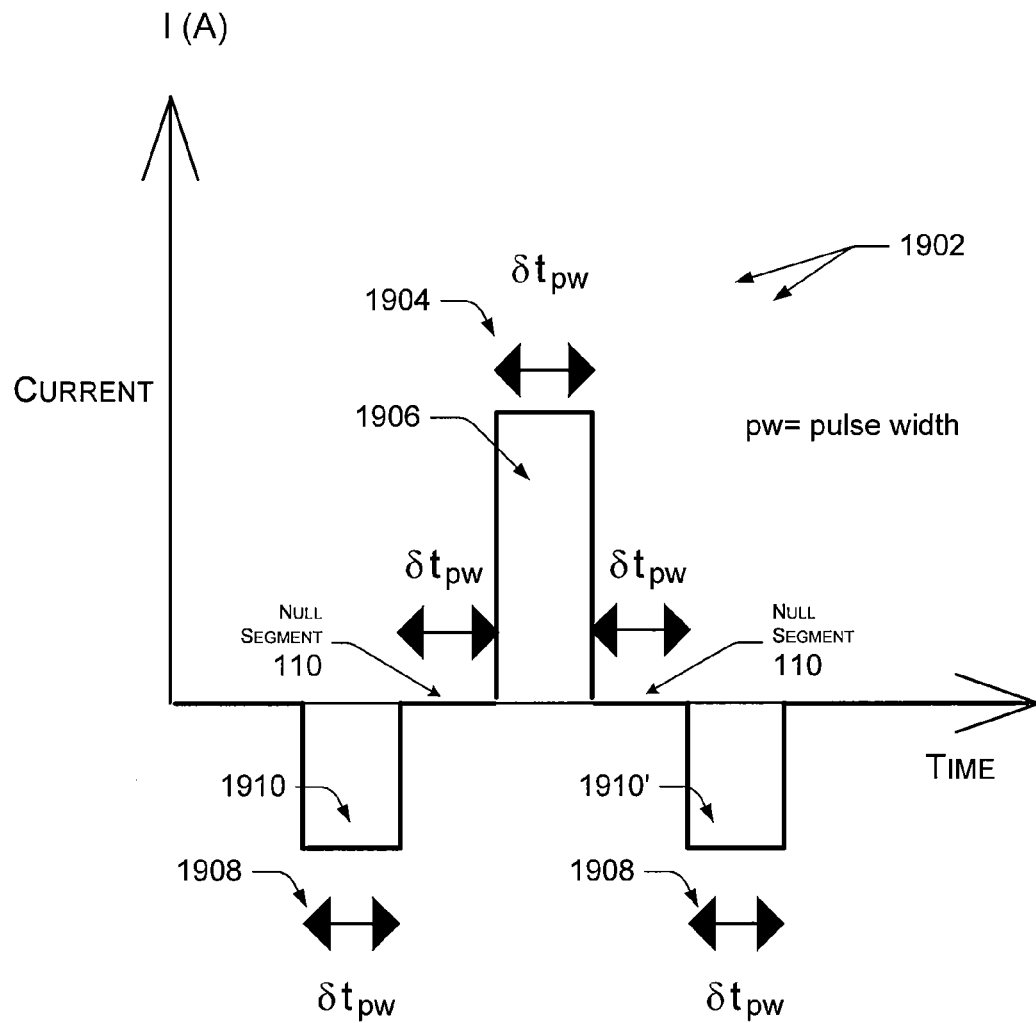 I (A)
1902
δtpw
1904
CURRENT
1906
pw= pulse width
δtpw
δtpw
NULL
SEGMENT
110
NULL
SEGMENT
110
TIME
1910
1910'
1908
1908
δtpw
δtpw